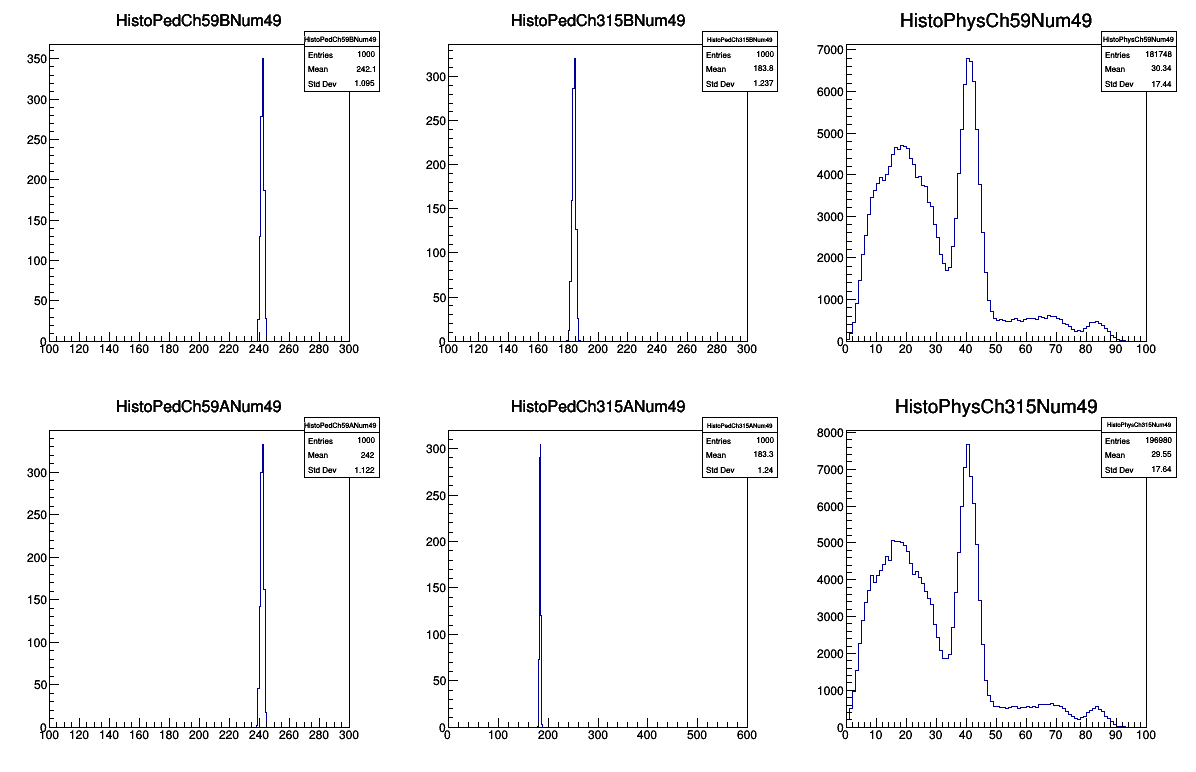 HistoPedCh59BNum49
HistoPedCh59BNum49
Entries 1000
Mean 242.1
Std Dev 1.095
350
300
250
200
150
100
50
0
100 120 140 160 180 200 220 240 260 280 300
HistoPedCh315BNum49
HistoPedCh315BNum49
Entries 1000
Mean 183.8
Std Dev 1.237
300
250
200
150
100
50
0
100 120 140 160 180 200 220 240 260 280 300
HistoPhysCh59Num49
HistoPhysCh59Num49
Entries 181748
Mean 30.34
Std Dev 17.44
7000
6000
5000
4000
3000
2000
1000
0
0 10 20 30 40 50 60 70 80 90 100
HistoPedCh59ANum49
HistoPedCh59ANum49
Entries 1000
Mean 242
Std Dev 1.122
300
250
200
150
100
50
0
100 120 140 160 180 200 220 240 260 280 300
HistoPedCh315ANum49
HistoPedCh315ANum49
Entries 1000
Mean 183.3
Std Dev 1.24
300
250
200
150
100
50
0
0 100 200 300 400 500 600
HistoPhysCh315Num49
HistoPhysCh315Num49
Entries 196980
Mean 29.55
Std Dev 17.64
8000
7000
6000
5000
4000
3000
2000
1000
0
0 10 20 30 40 50 60 70 80 90 100